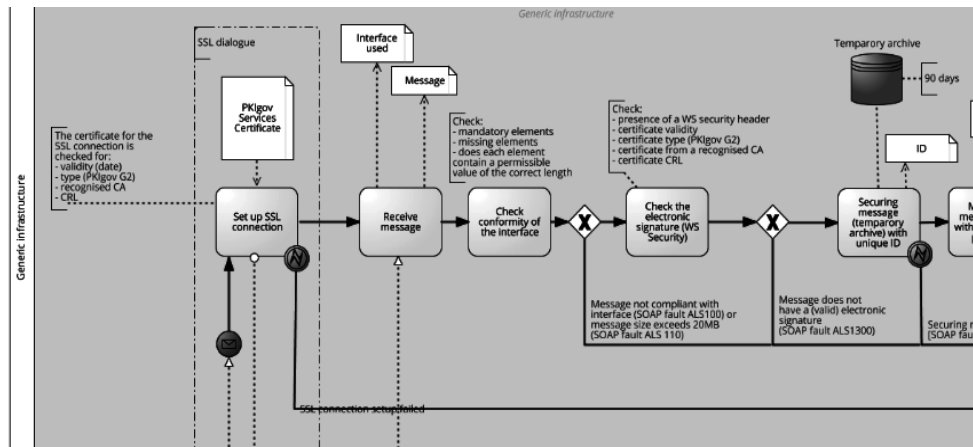 Generic infrastructure
Generic infrastructure
SSL dialogue
PKIgov
Services
Certificate
The certificate for the
SSL connection is
checked for:
- validity (date)
- type (PKIgov G2)
- recognised CA
- CRL
Set up SSL
connection
Interface
used
Message
Receive
message
Check:
- mandatory elements
- missing elements
- does each element
contain a permissible
value of the correct length
Check
conformity of
the interface
X
Message not compliant with
interface (SOAP fault ALS100) or
message size exceeds 20MB
(SOAP fault ALS 110)
Check:
- presence of a WS security header
- certificate validity
- certificate type (PKIgov G2)
- certificate from a recognised CA
- certificate CRL
Check the
electronic
signature (WS
Security)
X
Message does not
have a (valid) electronic
signature
(SOAP fault ALS1300)
Temparory archive
90 days
ID
Securing
message
(temparory
archive) with
unique ID
M
me
with
Securing r
(SOAP fau
SSL connection setup failed